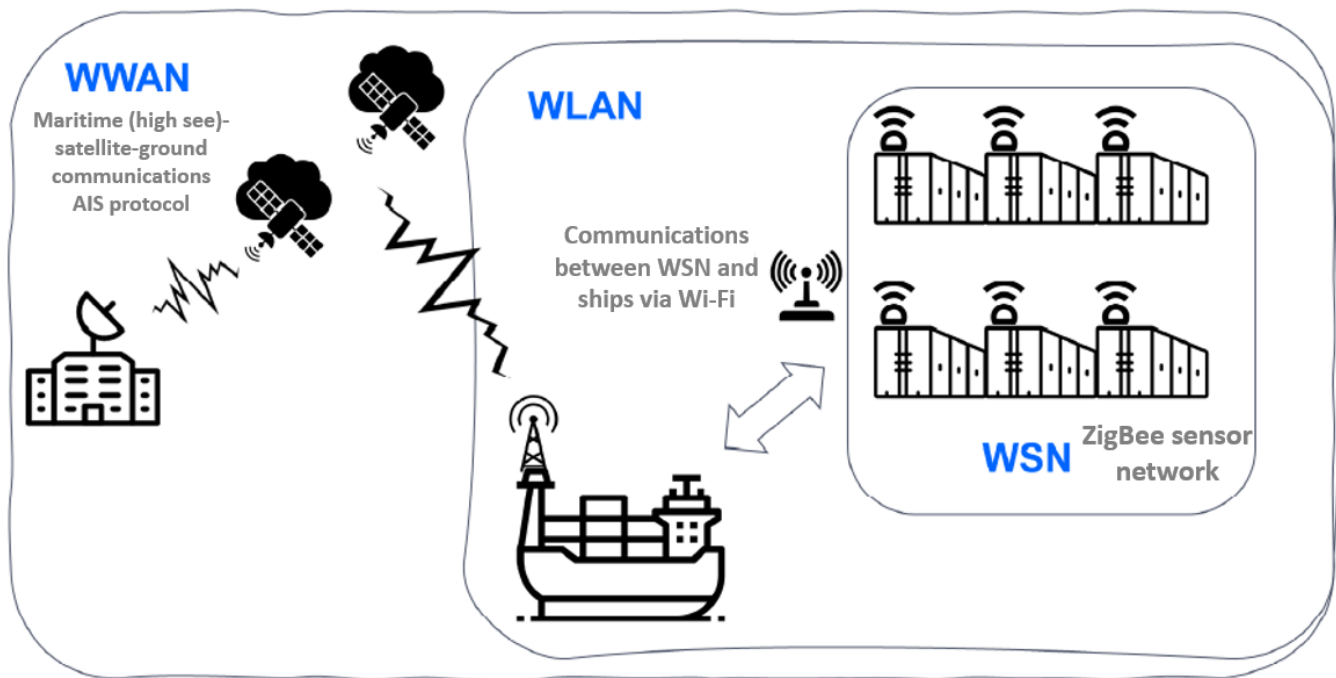 WWAN
Maritime (high see)-
satellite-ground
communications
AIS protocol
WLAN
Communications
between WSN and
ships via Wi-Fi
WSN
ZigBee sensor
network